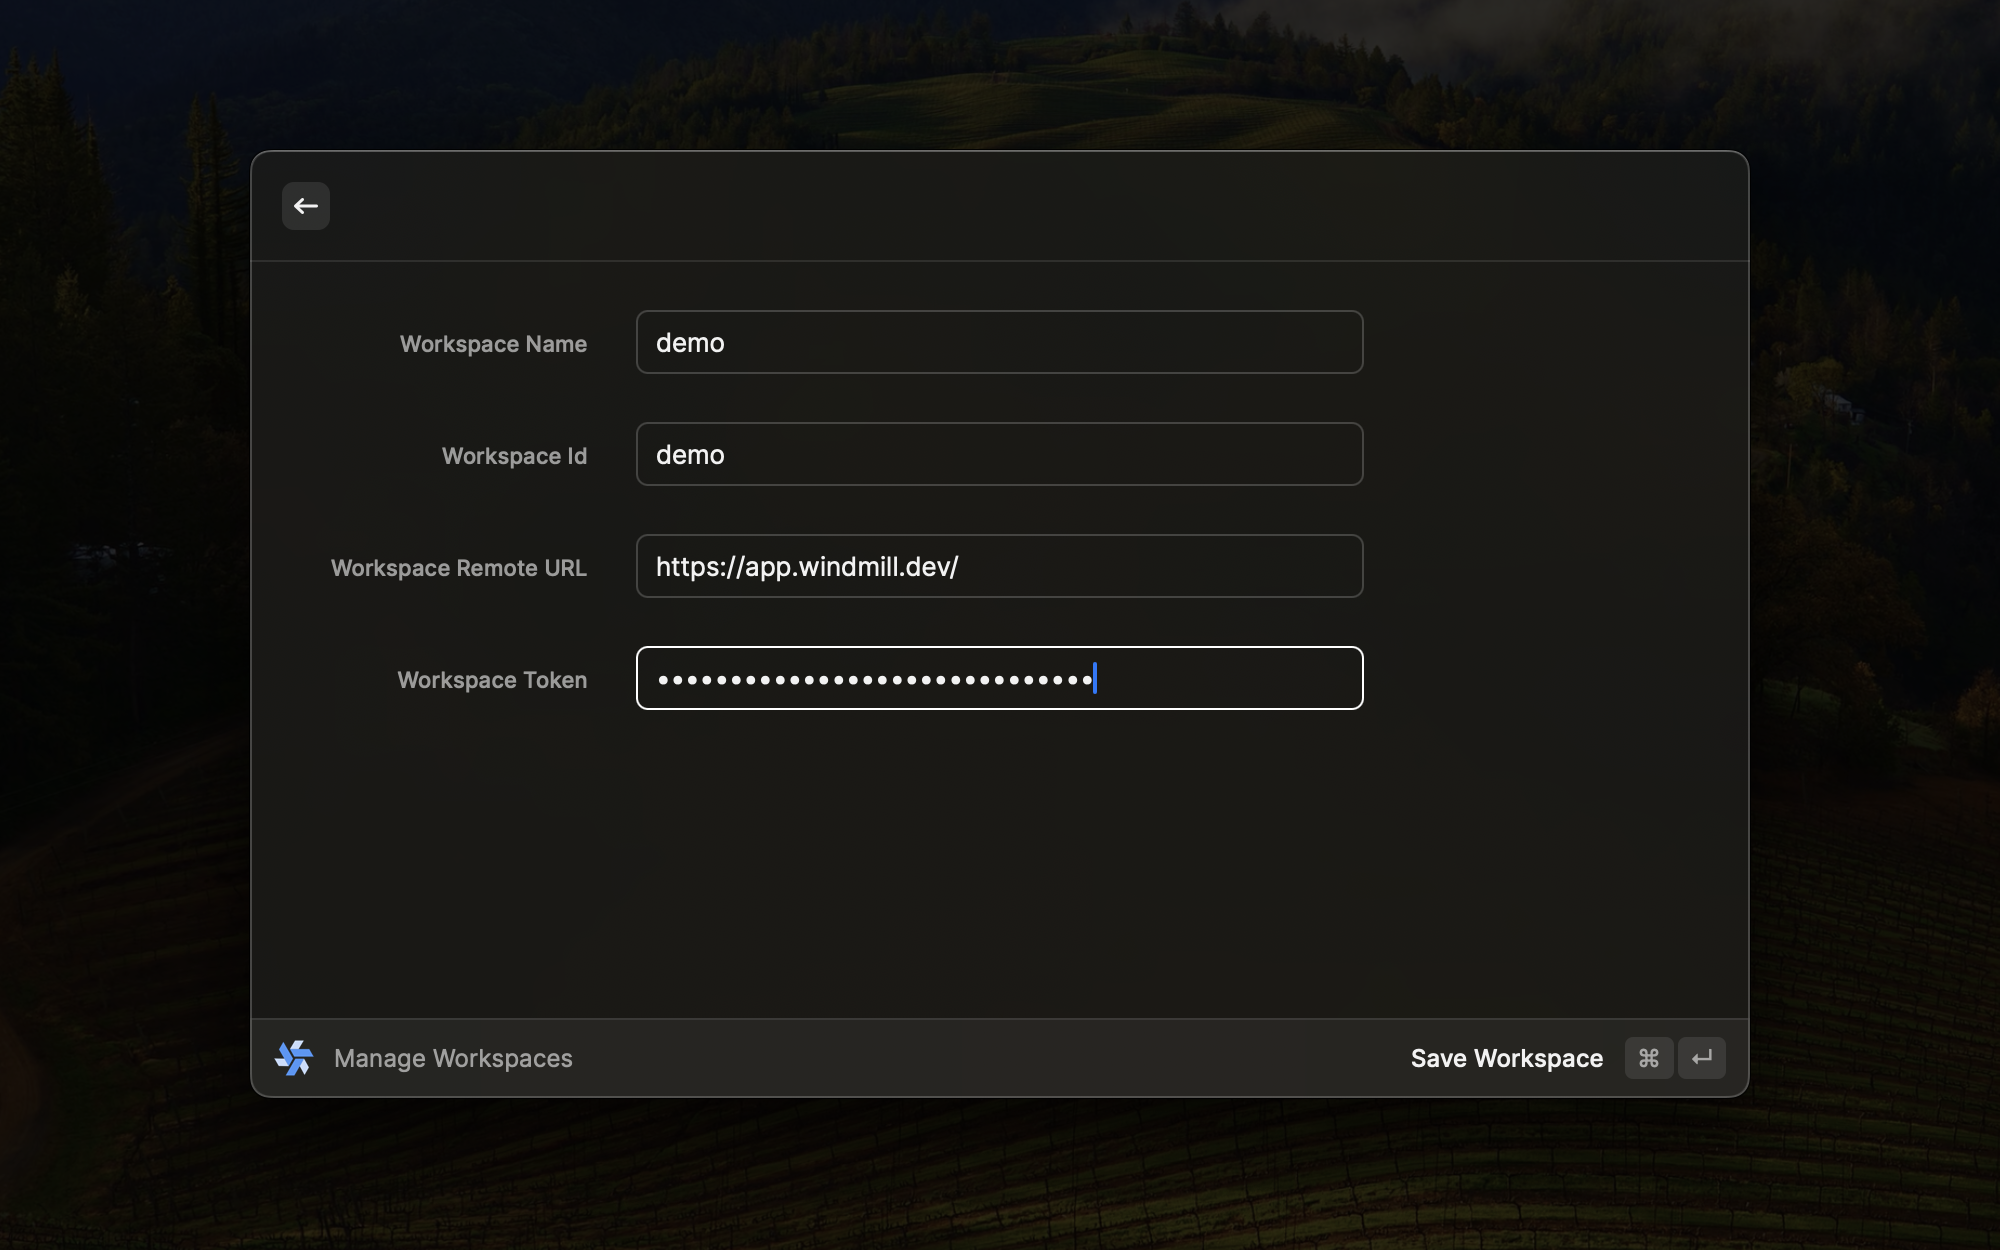 Workspace Name
demo
Workspace Id
demo
Workspace Remote URL
https://app.windmill.dev/
Workspace Token
••••••••••••••••••••••••••••••
Manage Workspaces
Save Workspace ⌘ ↵